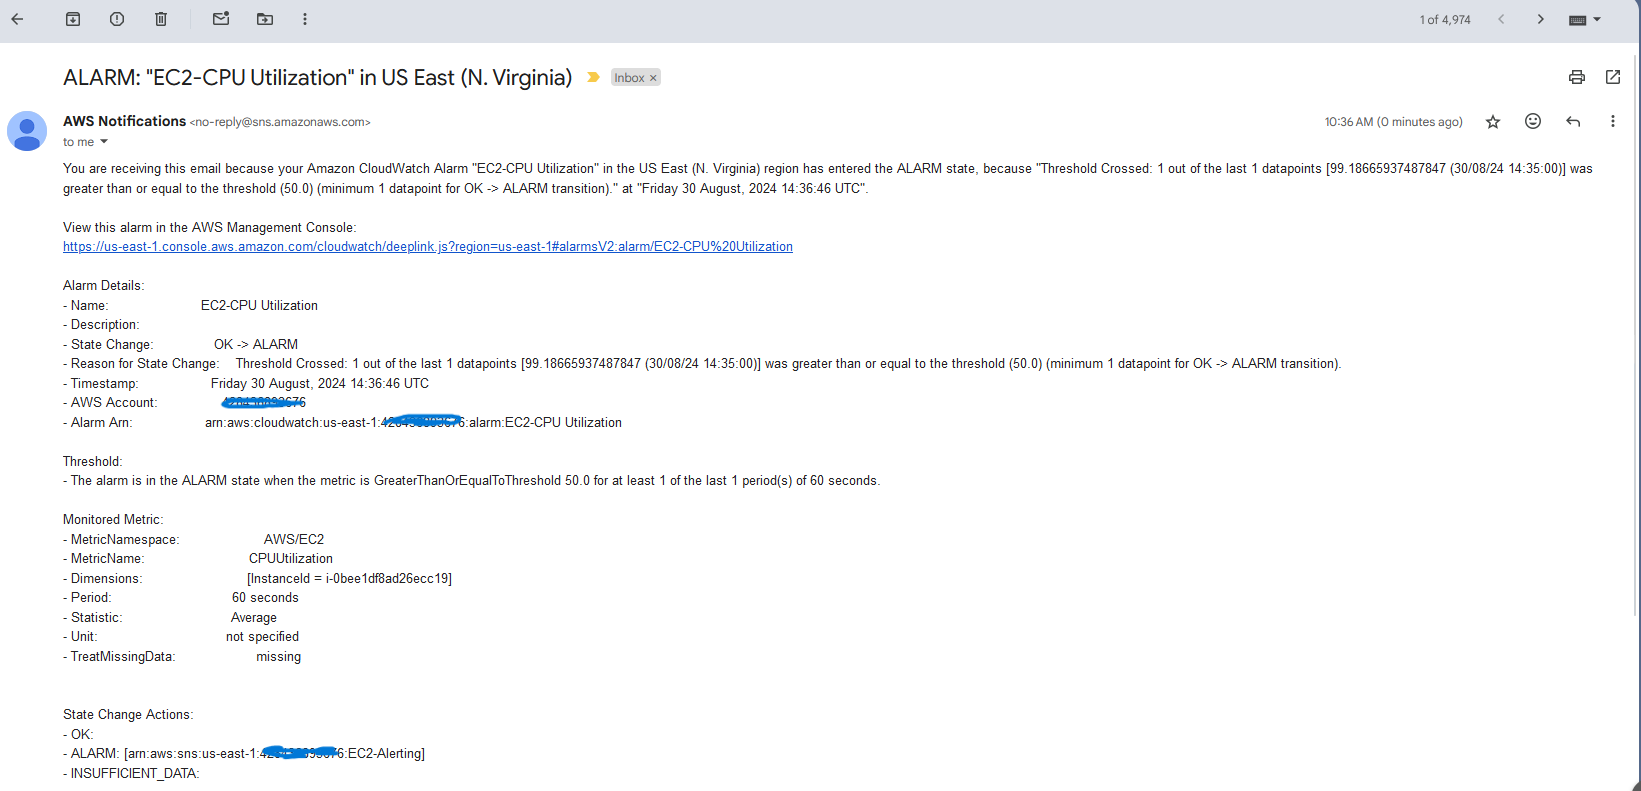 1 of 4,974
ALARM: "EC2-CPU Utilization" in US East (N. Virginia) Inbox ×
AWS Notifications <no-reply@sns.amazonaws.com> 10:36 AM (0 minutes ago)
to me
You are receiving this email because your Amazon CloudWatch Alarm "EC2-CPU Utilization" in the US East (N. Virginia) region has entered the ALARM state, because "Threshold Crossed: 1 out of the last 1 datapoints [99.18665937487847 (30/08/24 14:35:00)] was
greater than or equal to the threshold (50.0) (minimum 1 datapoint for OK -> ALARM transition)." at "Friday 30 August, 2024 14:36:46 UTC".
View this alarm in the AWS Management Console:
https://us-east-1.console.aws.amazon.com/cloudwatch/deeplink.js?region=us-east-1#alarmsV2:alarm/EC2-CPU%20Utilization
Alarm Details:
- Name: EC2-CPU Utilization
- Description:
- State Change: OK -> ALARM
- Reason for State Change: Threshold Crossed: 1 out of the last 1 datapoints [99.18665937487847 (30/08/24 14:35:00)] was greater than or equal to the threshold (50.0) (minimum 1 datapoint for OK -> ALARM transition).
- Timestamp: Friday 30 August, 2024 14:36:46 UTC
- AWS Account:
- Alarm Arn: arn:aws:cloudwatch:us-east-1: :alarm:EC2-CPU Utilization
Threshold:
- The alarm is in the ALARM state when the metric is GreaterThanOrEqualToThreshold 50.0 for at least 1 of the last 1 period(s) of 60 seconds.
Monitored Metric:
- MetricNamespace: AWS/EC2
- MetricName: CPUUtilization
- Dimensions: [InstanceId = i-0bee1df8ad26ecc19]
- Period: 60 seconds
- Statistic: Average
- Unit: not specified
- TreatMissingData: missing
State Change Actions:
- OK:
- ALARM: [arn:aws:sns:us-east-1: :EC2-Alerting]
- INSUFFICIENT_DATA: